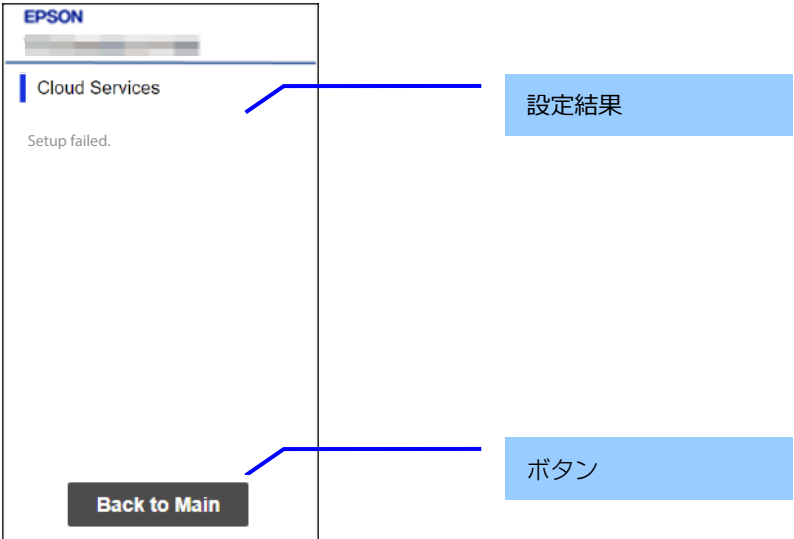 EPSON
Cloud Services
設定結果
Setup failed.
ボタン
Back to Main